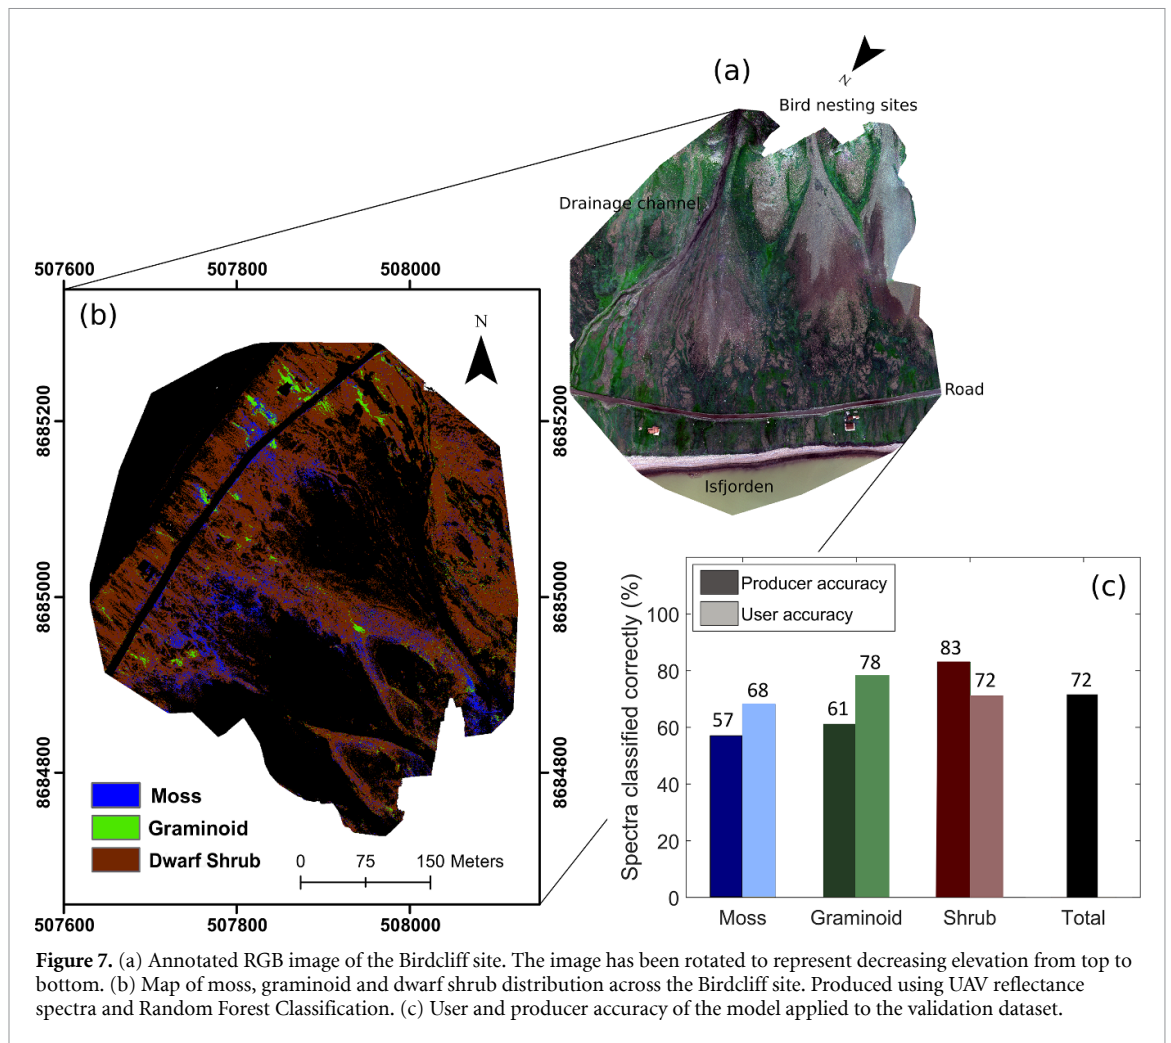 (a)
N
Bird nesting sites
Drainage channel
Road
Isfjorden
507600 507800 508000
(b)
N
8685200 8685200
8685000 8685000
8684800 8684800
Moss
Graminoid
Dwarf Shrub
0 75 150 Meters
507600 507800 508000
(c)
Producer accuracy
User accuracy
Spectra classified correctly (%)
100
80
60
40
20
0
57 68 61 78 83 72 72
Moss Graminoid Shrub Total
Figure 7. (a) Annotated RGB image of the Birdcliff site. The image has been rotated to represent decreasing elevation from top to
bottom. (b) Map of moss, graminoid and dwarf shrub distribution across the Birdcliff site. Produced using UAV reflectance
spectra and Random Forest Classification. (c) User and producer accuracy of the model applied to the validation dataset.